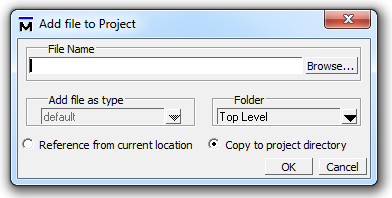 Add file to Project
File Name
Browse...
Add file as type
Folder
default
Top Level
Reference from current location
Copy to project directory
OK
Cancel